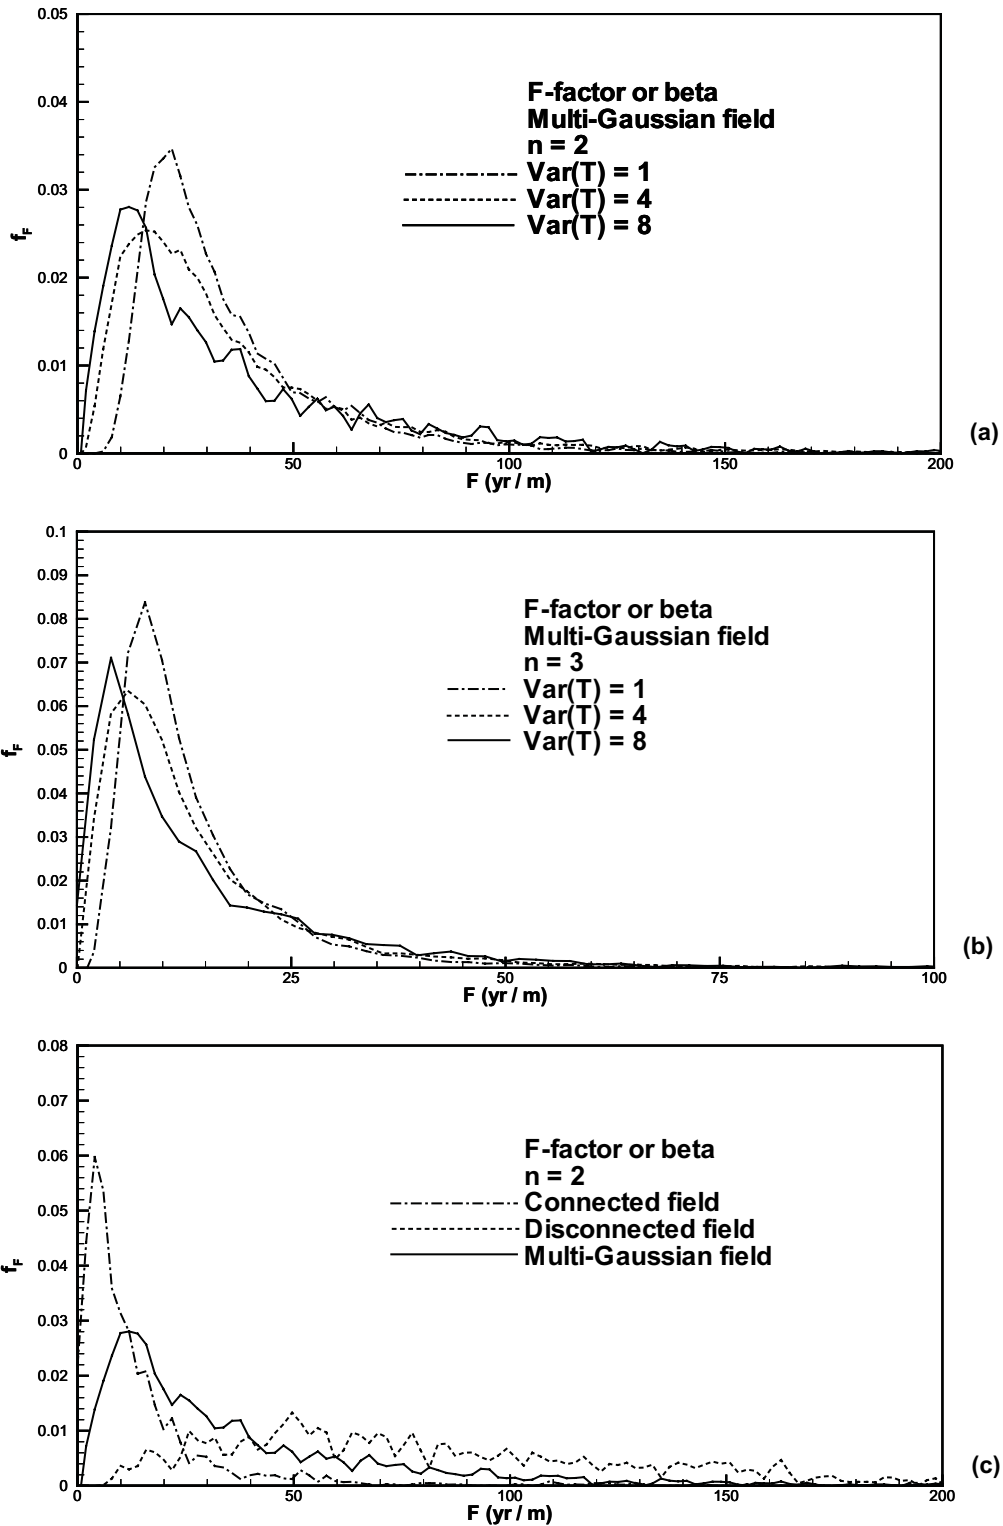 0.05
F-factor or beta
Multi-Gaussian field
n = 2
Var(T) = 1
Var(T) = 4
Var(T) = 8
0.04
0.03
0.02
0.01
0
f_F
0 50 100 150 200
F (yr / m)
(a)
0.1
F-factor or beta
Multi-Gaussian field
n = 3
Var(T) = 1
Var(T) = 4
Var(T) = 8
0.09
0.08
0.07
0.06
0.05
0.04
0.03
0.02
0.01
0
f_F
0 25 50 75 100
F (yr / m)
(b)
0.08
F-factor or beta
n = 2
Connected field
Disconnected field
Multi-Gaussian field
0.07
0.06
0.05
0.04
0.03
0.02
0.01
0
f_F
0 50 100 150 200
F (yr / m)
(c)